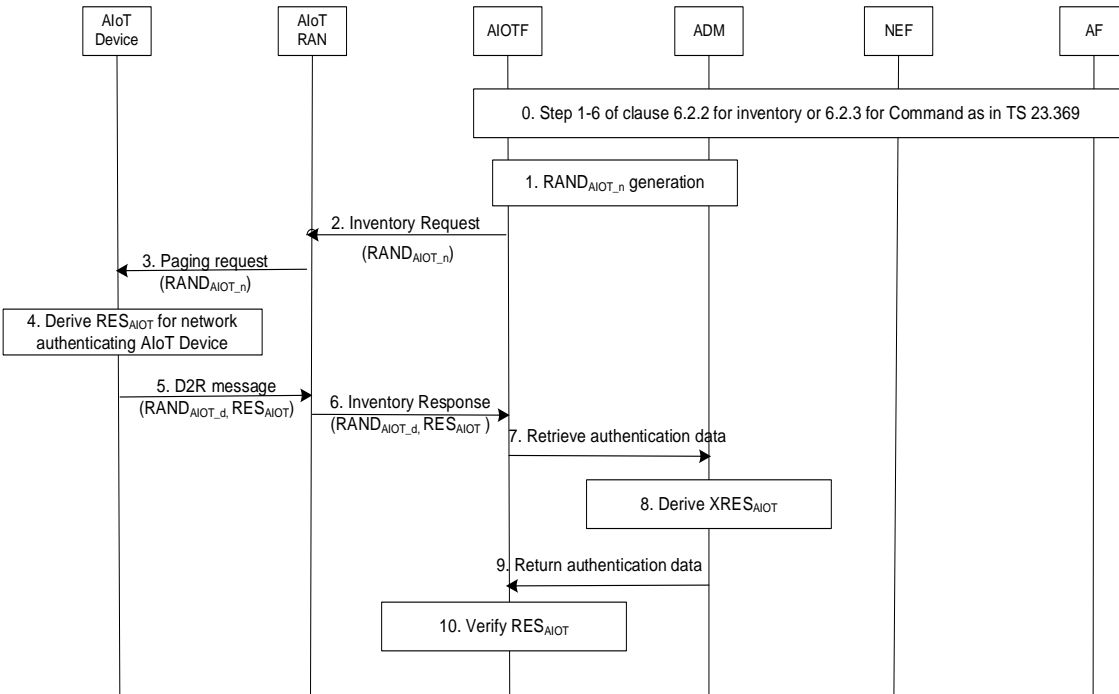 AIoT
Device
AIoT
RAN
AIOTF
ADM
NEF
AF
0. Step 1-6 of clause 6.2.2 for inventory or 6.2.3 for Command as in TS 23.369
1. RANDAIOT_n generation
2. Inventory Request
(RANDAIOT_n)
3. Paging request
(RANDAIOT_n)
4. Derive RESAIOT for network
authenticating AIoT Device
5. D2R message
(RANDAIOT_d, RESAIOT)
6. Inventory Response
(RANDAIOT_d, RESAIOT )
7. Retrieve authentication data
8. Derive XRESAIOT
9. Return authentication data
10. Verify RESAIOT